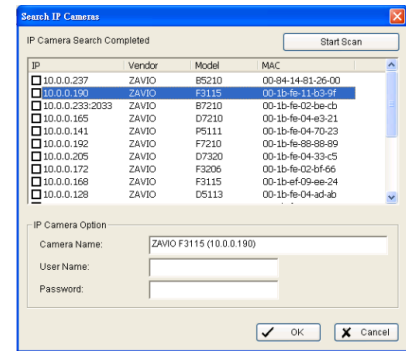 Search IP Cameras
IP Camera Search Completed
Start Scan
IP Vendor Model MAC
10.0.0.237 ZAVIO B5210 00-84-14-81-26-00
10.0.0.190 ZAVIO F3115 00-1b-fe-11-b3-9f
10.0.0.233:2033 ZAVIO B7210 00-1b-fe-02-be-cb
10.0.0.165 ZAVIO D7210 00-1b-fe-04-e3-21
10.0.0.141 ZAVIO P5111 00-1b-fe-04-70-23
10.0.0.192 ZAVIO F7210 00-1b-fe-88-88-89
10.0.0.205 ZAVIO D7320 00-1b-fe-04-33-c5
10.0.0.172 ZAVIO F3206 00-1b-fe-02-bf-66
10.0.0.168 ZAVIO F3115 00-1b-ef-09-ee-24
10.0.0.128 ZAVIO D5113 00-1b-fe-04-ad-ab
IP Camera Option
Camera Name: ZAVIO F3115 (10.0.0.190)
User Name:
Password:
OK Cancel